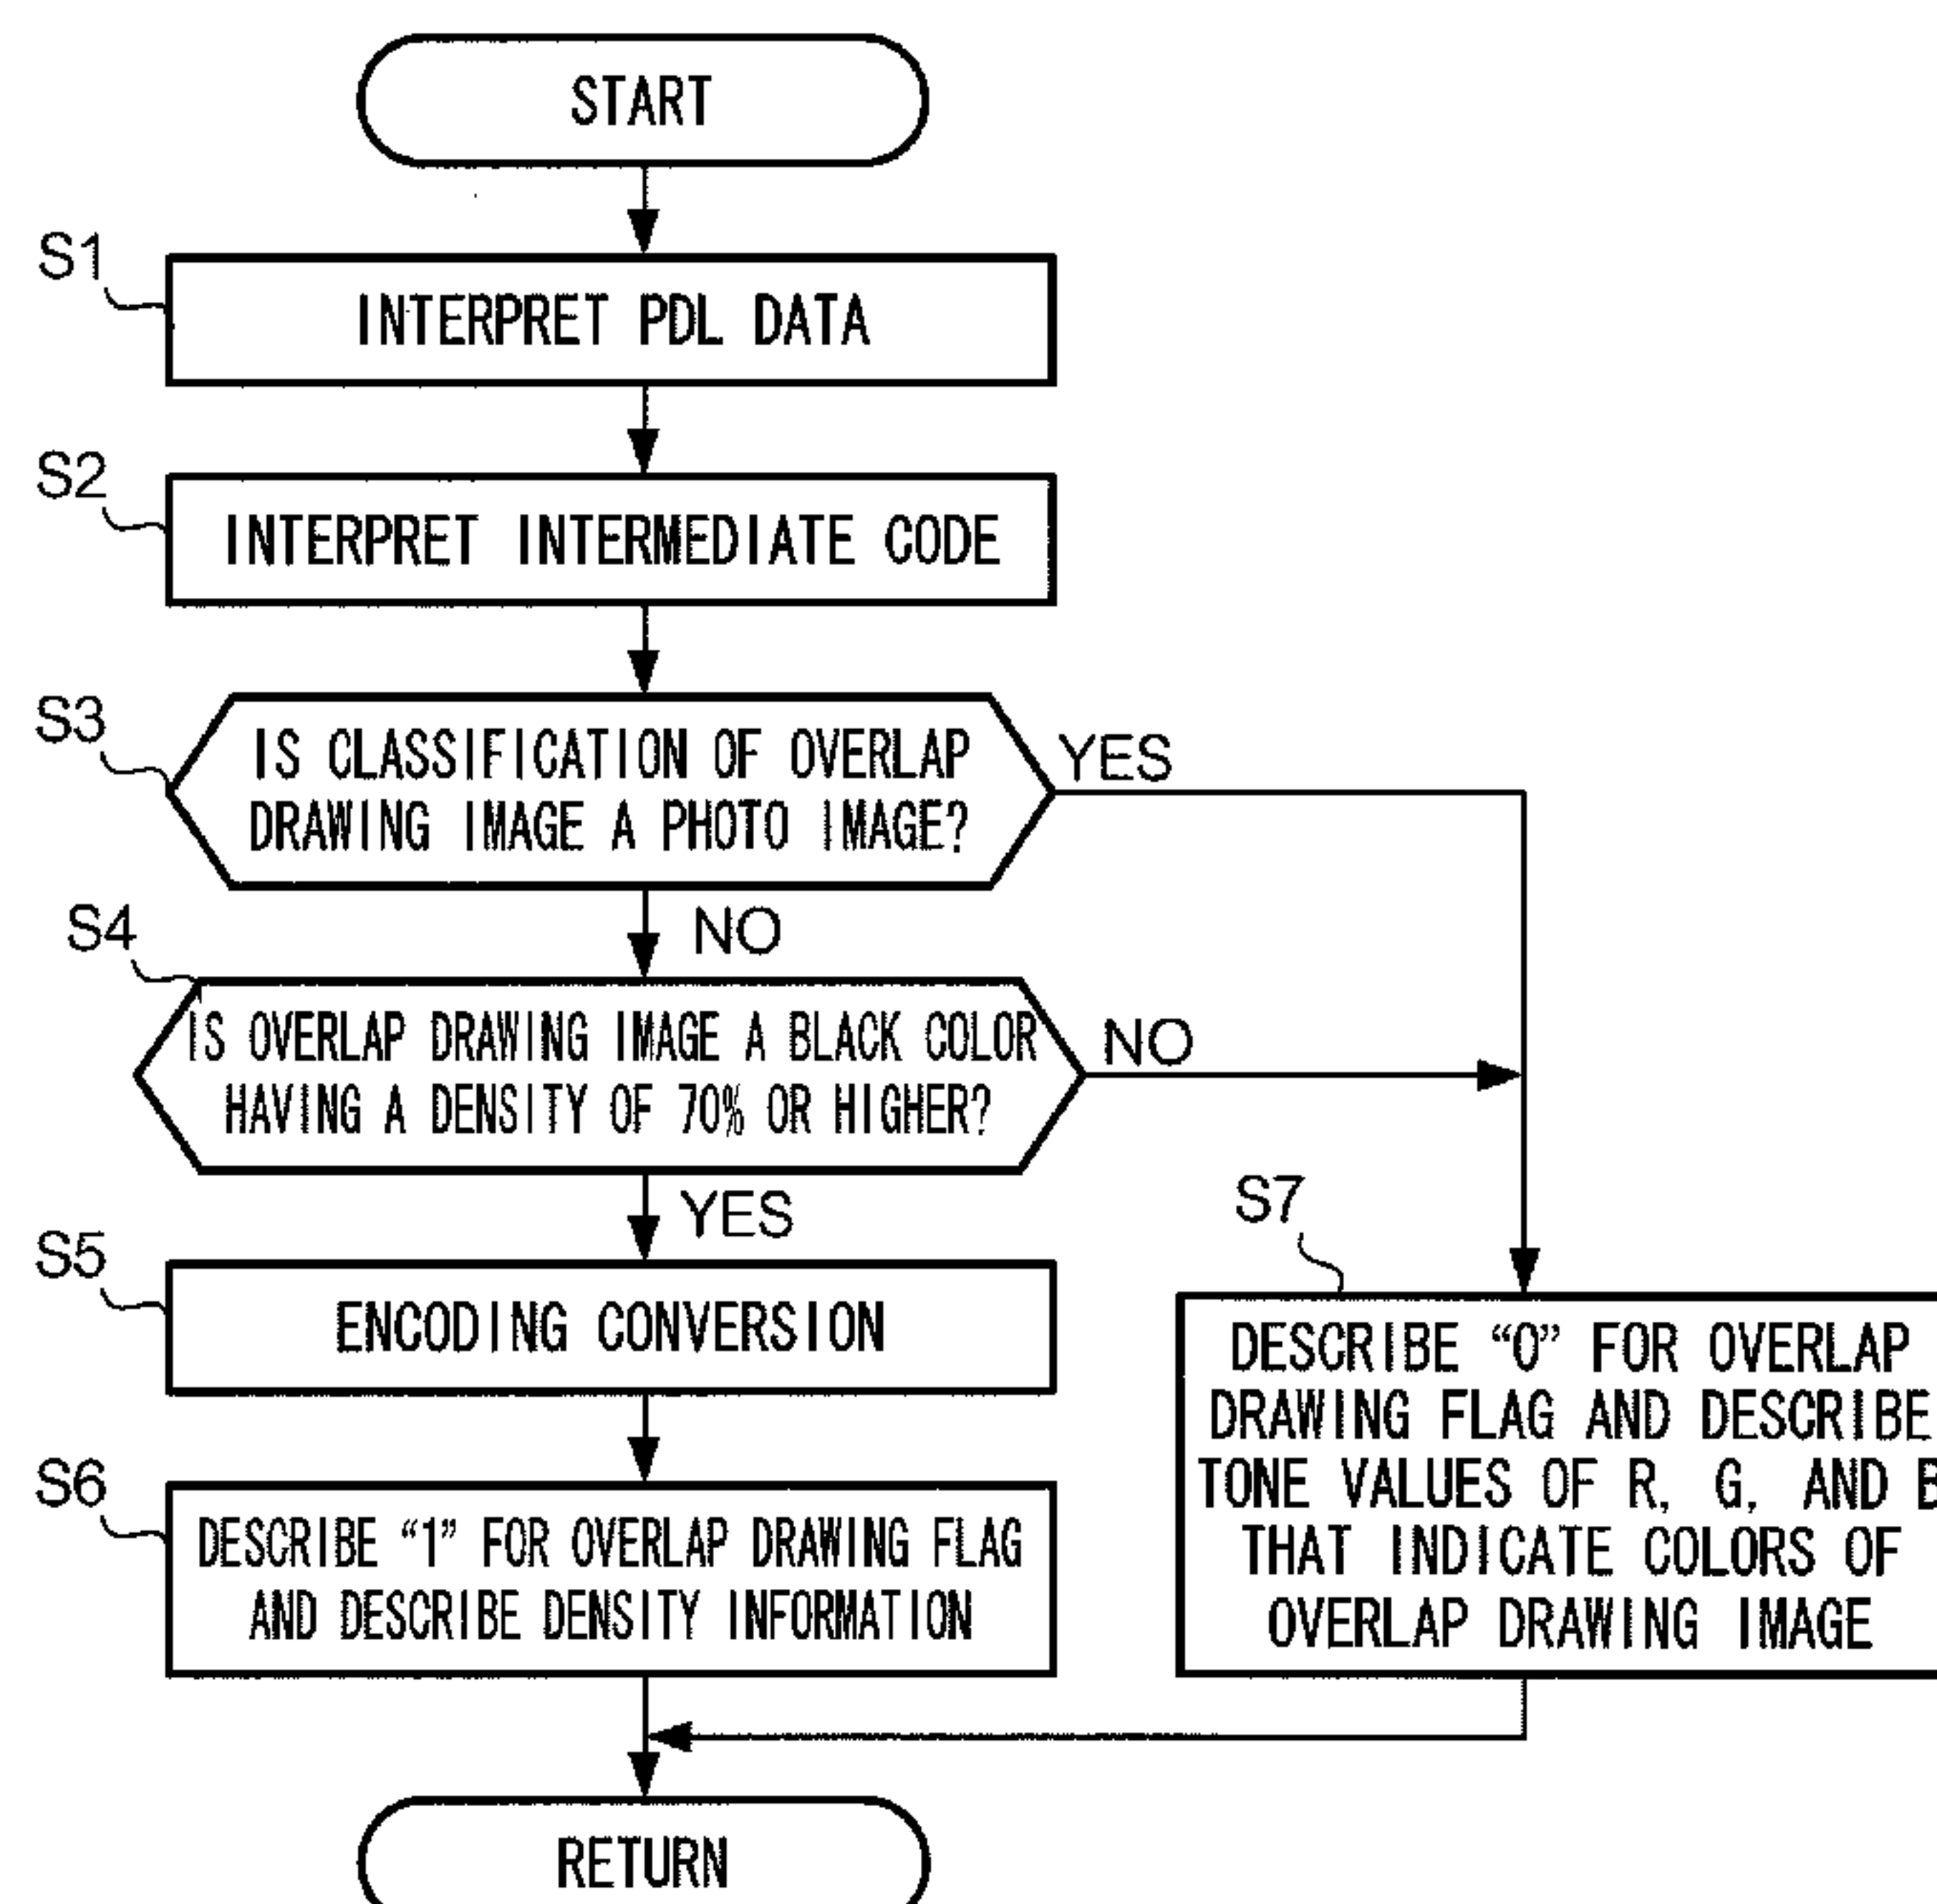 START
S1
INTERPRET PDL DATA
S2
INTERPRET INTERMEDIATE CODE
S3
IS CLASSIFICATION OF OVERLAP
DRAWING IMAGE A PHOTO IMAGE?
YES
NO
S4
IS OVERLAP DRAWING IMAGE A BLACK COLOR
HAVING A DENSITY OF 70% OR HIGHER?
NO
YES
S5
ENCODING CONVERSION
S6
DESCRIBE “1” FOR OVERLAP DRAWING FLAG
AND DESCRIBE DENSITY INFORMATION
S7
DESCRIBE “0” FOR OVERLAP
DRAWING FLAG AND DESCRIBE
TONE VALUES OF R, G, AND B
THAT INDICATE COLORS OF
OVERLAP DRAWING IMAGE
RETURN